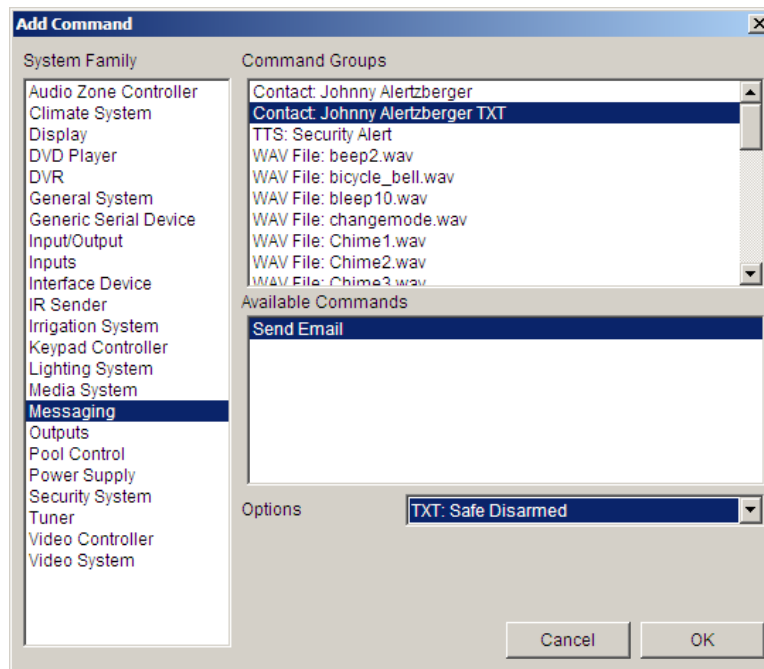 Add Command
System Family
Audio Zone Controller
Climate System
Display
DVD Player
DVR
General System
Generic Serial Device
Input/Output
Inputs
Interface Device
IR Sender
Irrigation System
Keypad Controller
Lighting System
Media System
Messaging
Outputs
Pool Control
Power Supply
Security System
Tuner
Video Controller
Video System
Command Groups
Contact: Johnny Alertzberger
Contact: Johnny Alertzberger TXT
TTS: Security Alert
WAV File: beep2.wav
WAV File: bicycle_bell.wav
WAV File: bleep10.wav
WAV File: changemode.wav
WAV File: Chime1.wav
WAV File: Chime2.wav
WAV File: Chime3.wav
Available Commands
Send Email
Options
TXT: Safe Disarmed
Cancel
OK